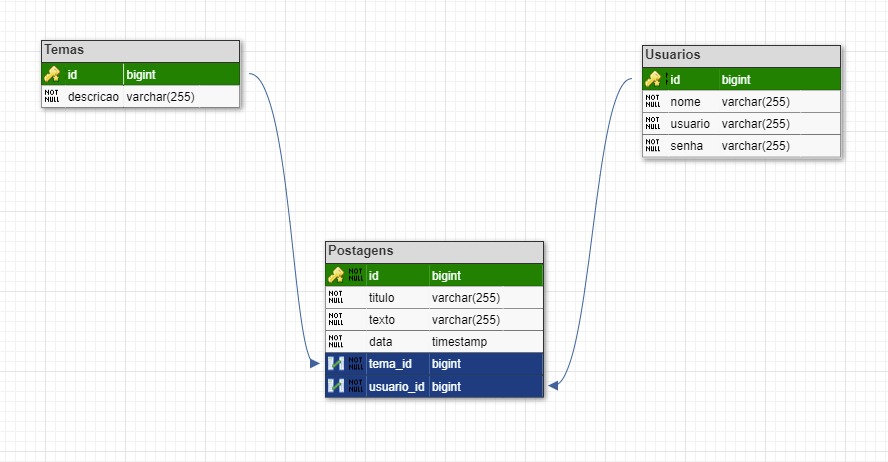 Temas
id bigint
NOT NULL descricao varchar(255)
Usuarios
id bigint
NOT NULL nome varchar(255)
NOT NULL usuario varchar(255)
NOT NULL senha varchar(255)
Postagens
NOT NULL id bigint
NOT NULL titulo varchar(255)
NOT NULL texto varchar(255)
NOT NULL data timestamp
NOT NULL tema_id bigint
NOT NULL usuario_id bigint